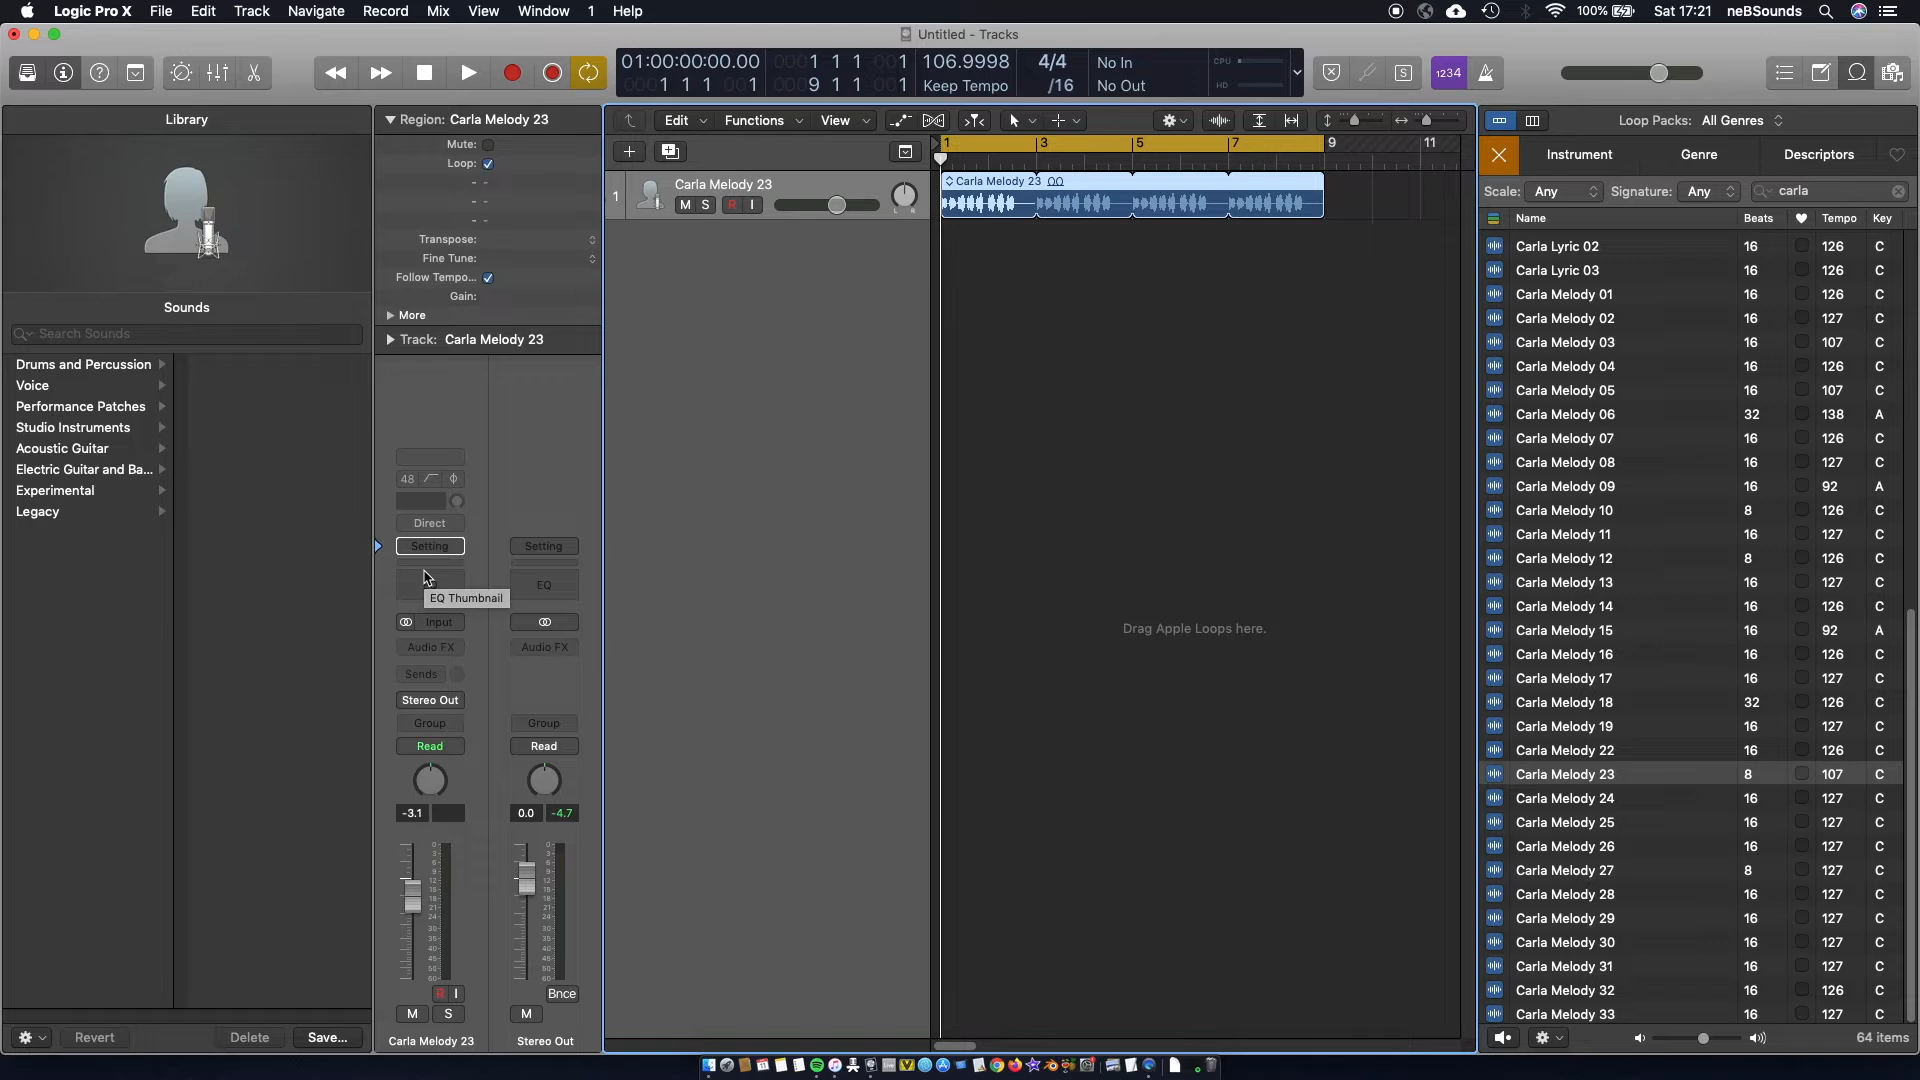 Logic Pro X File Edit Track Navigate Record Mix View Window 1 Help
100% Sat 17:21 neBSounds
Untitled - Tracks
01:00:00:00.00 1 1 1 1 106.9998 4/4 No In CPU
1 1 1 1 9 1 1 1 Keep Tempo /16 No Out HD
1234
Library
Sounds
Search Sounds
Drums and Percussion
Voice
Performance Patches
Studio Instruments
Acoustic Guitar
Electric Guitar and Ba...
Experimental
Legacy
Revert Delete Save...
Region: Carla Melody 23
Mute:
Loop:
Transpose:
Fine Tune:
Follow Tempo...
Gain:
More
Track: Carla Melody 23
48
Direct
Setting Setting
EQ
EQ Thumbnail
Input
Audio FX Audio FX
Sends
Stereo Out
Group Group
Read Read
-3.1 0.0 -4.7
R I Bnce
M S M
Carla Melody 23 Stereo Out
Edit Functions View
1 3 5 7 9 11
1 Carla Melody 23
M S R I
L R
Carla Melody 23
Drag Apple Loops here.
Loop Packs: All Genres
Instrument Genre Descriptors
Scale: Any Signature: Any carla
Name Beats Tempo Key
Carla Lyric 02 16 126 C
Carla Lyric 03 16 126 C
Carla Melody 01 16 126 C
Carla Melody 02 16 127 C
Carla Melody 03 16 107 C
Carla Melody 04 16 126 C
Carla Melody 05 16 107 C
Carla Melody 06 32 138 A
Carla Melody 07 16 126 C
Carla Melody 08 16 127 C
Carla Melody 09 16 92 A
Carla Melody 10 8 126 C
Carla Melody 11 16 127 C
Carla Melody 12 8 126 C
Carla Melody 13 16 127 C
Carla Melody 14 16 126 C
Carla Melody 15 16 92 A
Carla Melody 16 16 126 C
Carla Melody 17 16 127 C
Carla Melody 18 32 126 C
Carla Melody 19 16 127 C
Carla Melody 22 16 126 C
Carla Melody 23 8 107 C
Carla Melody 24 16 127 C
Carla Melody 25 16 127 C
Carla Melody 26 16 127 C
Carla Melody 27 8 127 C
Carla Melody 28 16 127 C
Carla Melody 29 16 127 C
Carla Melody 30 16 127 C
Carla Melody 31 16 127 C
Carla Melody 32 16 126 C
Carla Melody 33 16 127 C
64 items